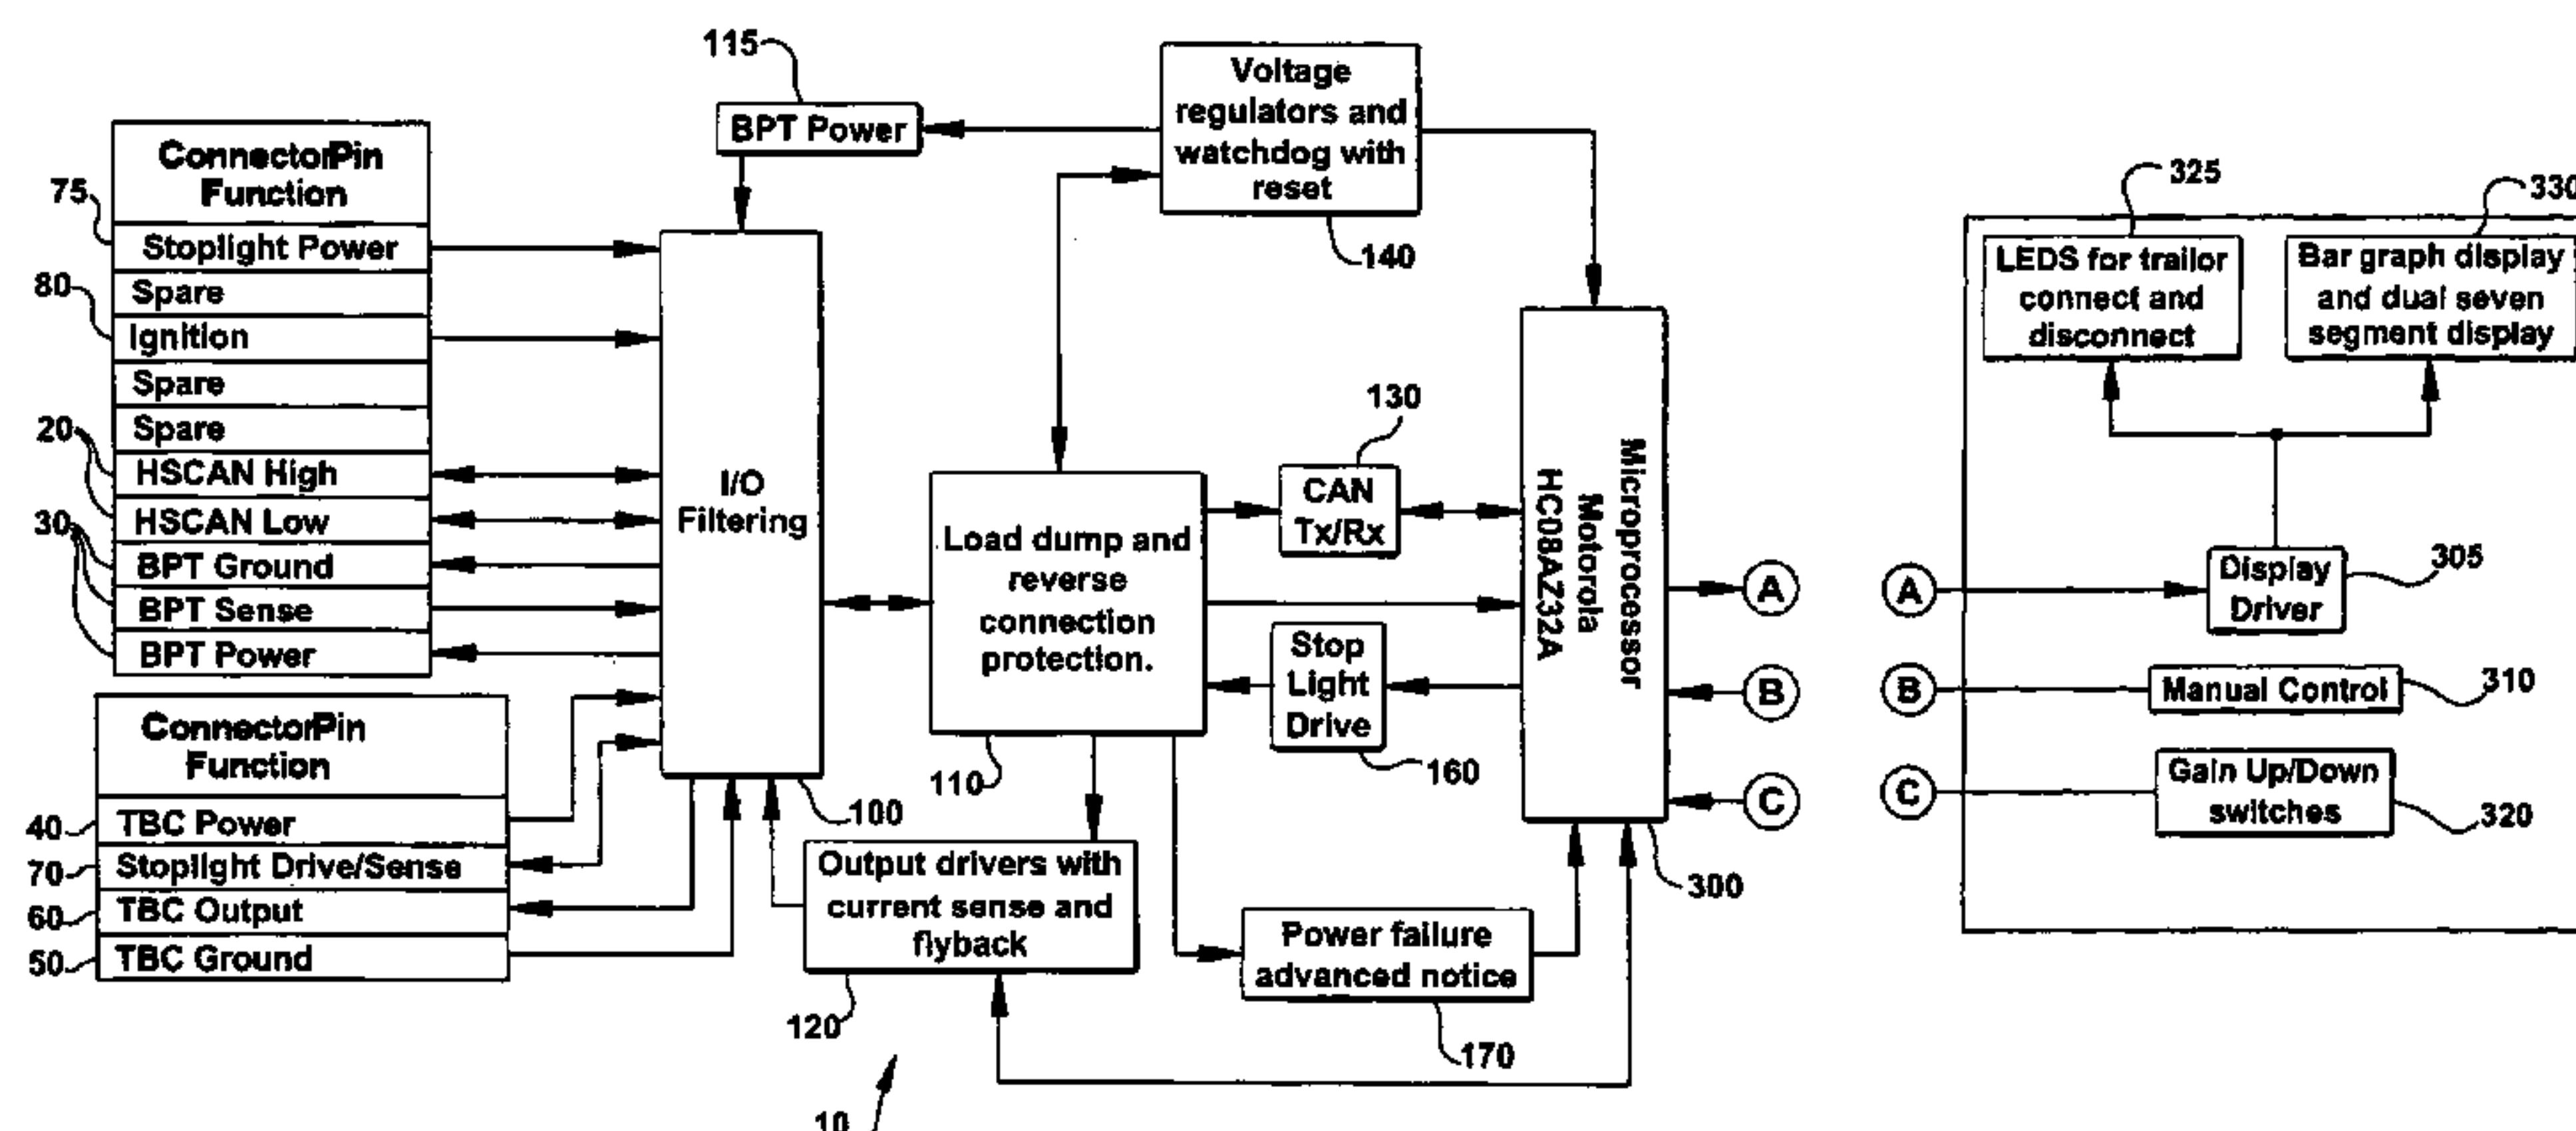 115
BPT Power
Voltage
regulators and
watchdog with
reset
140
ConnectorPin
Function
75
Stoplight Power
80
Spare
Ignition
Spare
Spare
20
HSCAN High
HSCAN Low
30
BPT Ground
BPT Sense
BPT Power
ConnectorPin
Function
40
TBC Power
70
Stoplight Drive/Sense
60
TBC Output
50
TBC Ground
I/O
Filtering
100
Load dump and
reverse
connection
protection.
110
Output drivers with
current sense and
flyback
120
10
130
CAN
Tx/Rx
Stop
Light
Drive
160
Power failure
advanced notice
170
Microprocessor
Motorola
HC08AZ32A
300
A
B
C
A
B
C
325
LEDS for trailor
connect and
disconnect
330
Bar graph display
and dual seven
segment display
Display
Driver
305
Manual Control
310
Gain Up/Down
switches
320